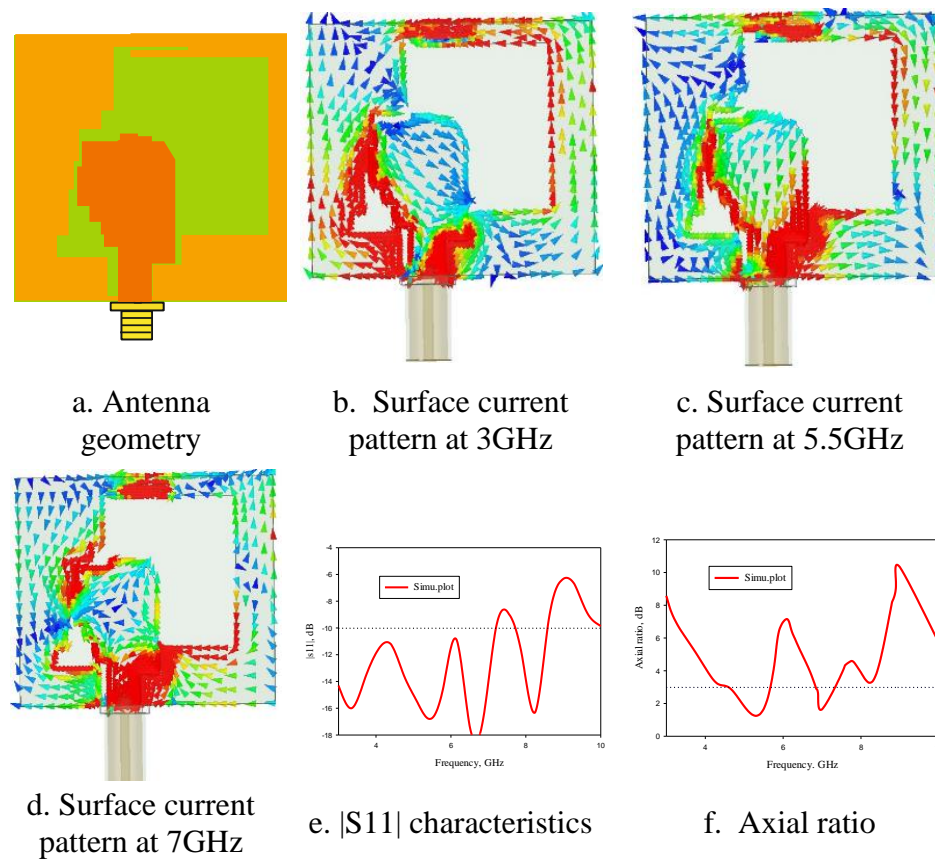 a. Antenna
geometry
b. Surface current
pattern at 3GHz
c. Surface current
pattern at 5.5GHz
-4
-6
-8
-10
-12
-14
-16
-18
|s11|, dB
Simu.plot
4
6
8
10
Frequency, GHz
12
10
8
6
4
2
0
Axial ratio, dB
Simu.plot
4
6
8
Frequency. GHz
d. Surface current
pattern at 7GHz
e. |S11| characteristics
f. Axial ratio